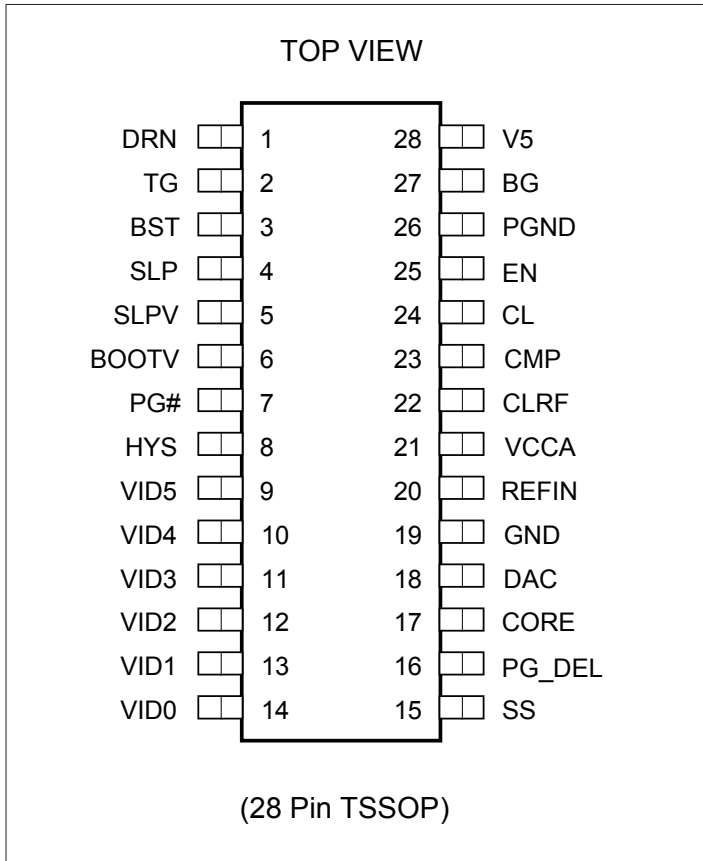 TOP VIEW
DRN 1 28 V5
TG 2 27 BG
BST 3 26 PGND
SLP 4 25 EN
SLPV 5 24 CL
BOOTV 6 23 CMP
PG# 7 22 CLRF
HYS 8 21 VCCA
VID5 9 20 REFIN
VID4 10 19 GND
VID3 11 18 DAC
VID2 12 17 CORE
VID1 13 16 PG_DEL
VID0 14 15 SS
(28 Pin TSSOP)